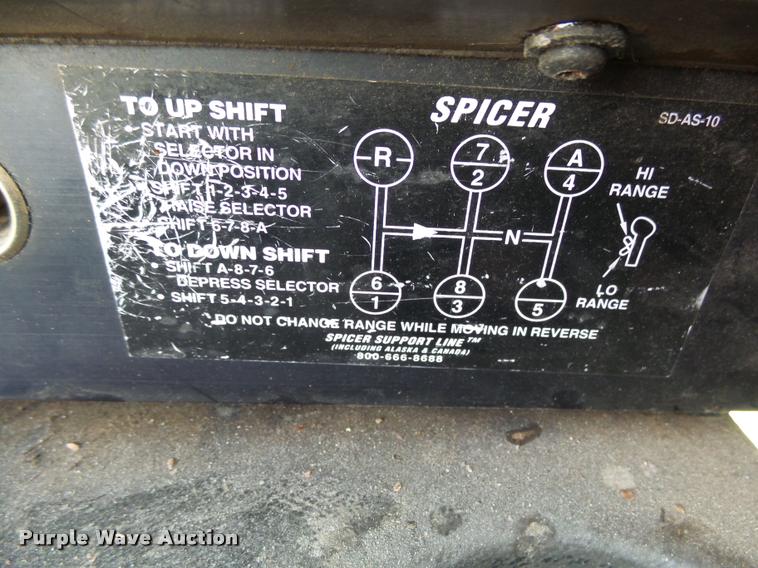 TO UP SHIFT
• START WITH
SELECTOR IN
DOWN POSITION
• SHIFT 1-2-3-4-5
• RAISE SELECTOR
• SHIFT 6-7-8-A
TO DOWN SHIFT
• SHIFT A-8-7-6
• DEPRESS SELECTOR
• SHIFT 5-4-3-2-1
SPICER
SD-AS-10
R
7
2
A
4
N
6
1
8
3
5
HI
RANGE
LO
RANGE
DO NOT CHANGE RANGE WHILE MOVING IN REVERSE
SPICER SUPPORT LINE™
(INCLUDING ALASKA & CANADA)
800-666-8688
Purple Wave Auction